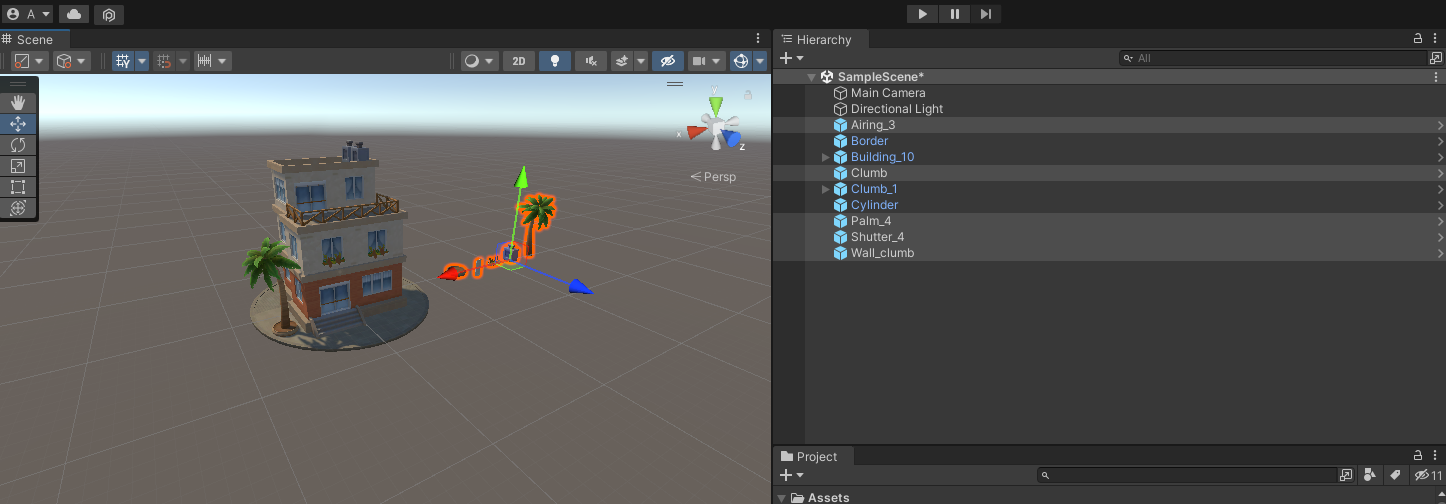 A
Scene
2D
y
x
z
Persp
Hierarchy
All
SampleScene*
Main Camera
Directional Light
Airing_3
Border
Building_10
Clumb
Clumb_1
Cylinder
Palm_4
Shutter_4
Wall_clumb
Project
11
Assets